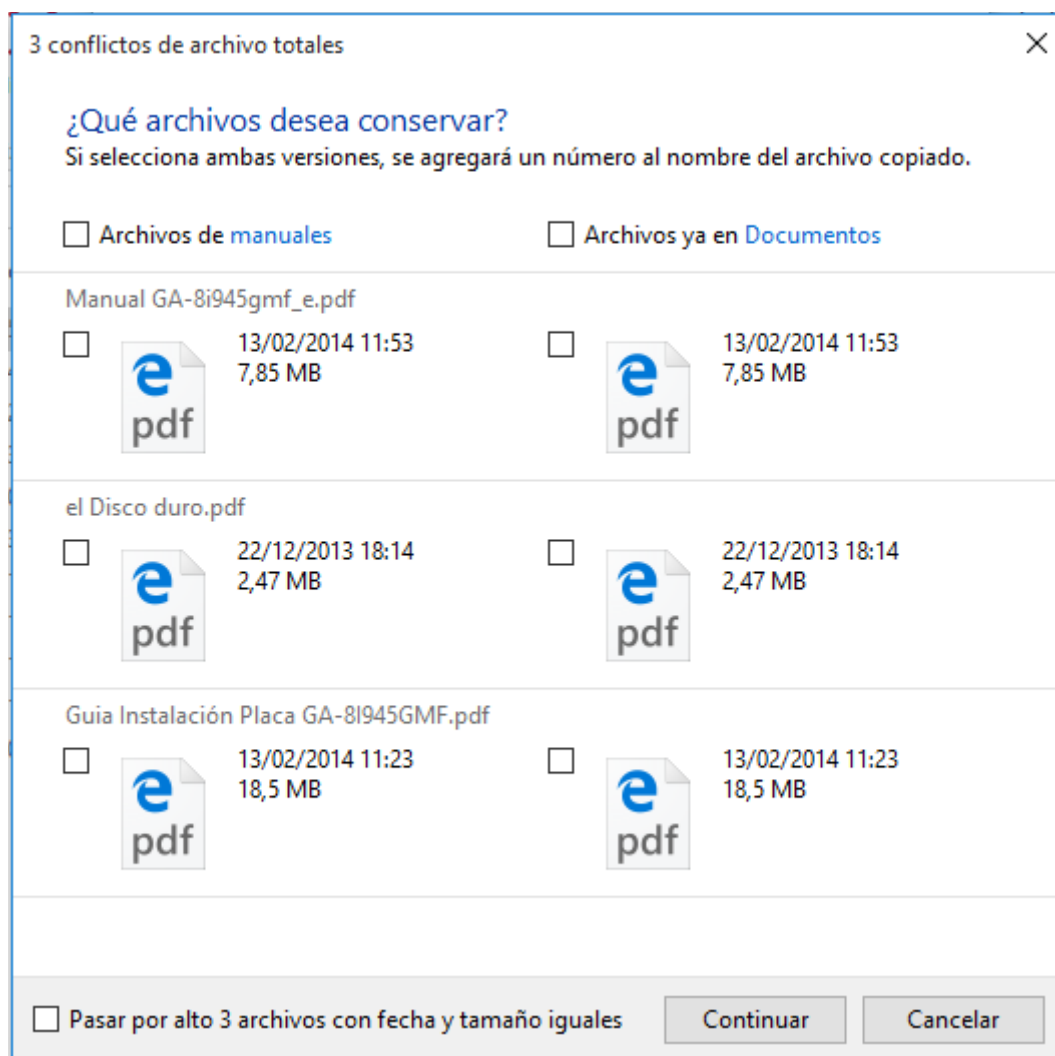 3 conflictos de archivo totales
¿Qué archivos desea conservar?
Si selecciona ambas versiones, se agregará un número al nombre del archivo copiado.
Archivos de manuales
Archivos ya en Documentos
Manual GA-8i945gmf_e.pdf
13/02/2014 11:53
7,85 MB
pdf
13/02/2014 11:53
7,85 MB
pdf
el Disco duro.pdf
22/12/2013 18:14
2,47 MB
pdf
22/12/2013 18:14
2,47 MB
pdf
Guia Instalación Placa GA-8I945GMF.pdf
13/02/2014 11:23
18,5 MB
pdf
13/02/2014 11:23
18,5 MB
pdf
Pasar por alto 3 archivos con fecha y tamaño iguales
Continuar
Cancelar